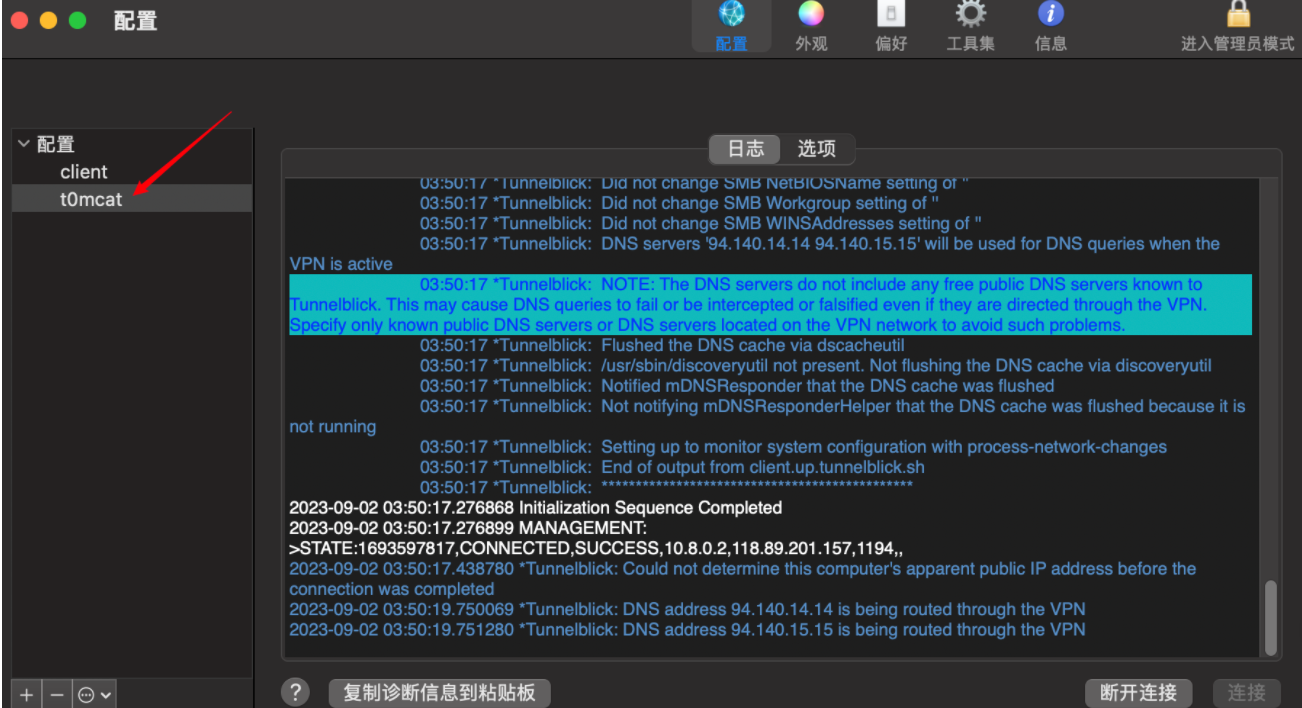 配置
配置
外观
偏好
工具集
信息
进入管理员模式
配置
client
t0mcat
日志
选项
03:50:17 *Tunnelblick: Did not change SMB NetBIOSName setting of ''
03:50:17 *Tunnelblick: Did not change SMB Workgroup setting of ''
03:50:17 *Tunnelblick: Did not change SMB WINSAddresses setting of ''
03:50:17 *Tunnelblick: DNS servers '94.140.14.14 94.140.15.15' will be used for DNS queries when the
VPN is active
03:50:17 *Tunnelblick: NOTE: The DNS servers do not include any free public DNS servers known to
Tunnelblick. This may cause DNS queries to fail or be intercepted or falsified even if they are directed through the VPN.
Specify only known public DNS servers or DNS servers located on the VPN network to avoid such problems.
03:50:17 *Tunnelblick: Flushed the DNS cache via dscacheutil
03:50:17 *Tunnelblick: /usr/sbin/discoveryutil not present. Not flushing the DNS cache via discoveryutil
03:50:17 *Tunnelblick: Notified mDNSResponder that the DNS cache was flushed
03:50:17 *Tunnelblick: Not notifying mDNSResponderHelper that the DNS cache was flushed because it is
not running
03:50:17 *Tunnelblick: Setting up to monitor system configuration with process-network-changes
03:50:17 *Tunnelblick: End of output from client.up.tunnelblick.sh
03:50:17 *Tunnelblick: **********************************************
2023-09-02 03:50:17.276868 Initialization Sequence Completed
2023-09-02 03:50:17.276899 MANAGEMENT:
>STATE:1693597817,CONNECTED,SUCCESS,10.8.0.2,118.89.201.157,1194,,
2023-09-02 03:50:17.438780 *Tunnelblick: Could not determine this computer's apparent public IP address before the
connection was completed
2023-09-02 03:50:19.750069 *Tunnelblick: DNS address 94.140.14.14 is being routed through the VPN
2023-09-02 03:50:19.751280 *Tunnelblick: DNS address 94.140.15.15 is being routed through the VPN
复制诊断信息到粘贴板
断开连接
连接